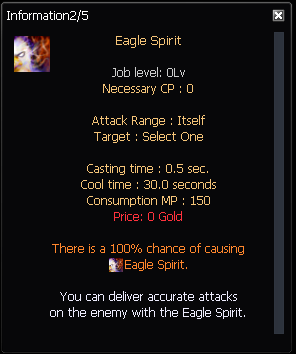 Information2/5
Eagle Spirit
Job level: 0Lv
Necessary CP : 0
Attack Range : Itself
Target : Select One
Casting time : 0.5 sec.
Cool time : 30.0 seconds
Consumption MP : 150
Price: 0 Gold
There is a 100% chance of causing
Eagle Spirit.
You can deliver accurate attacks
on the enemy with the Eagle Spirit.